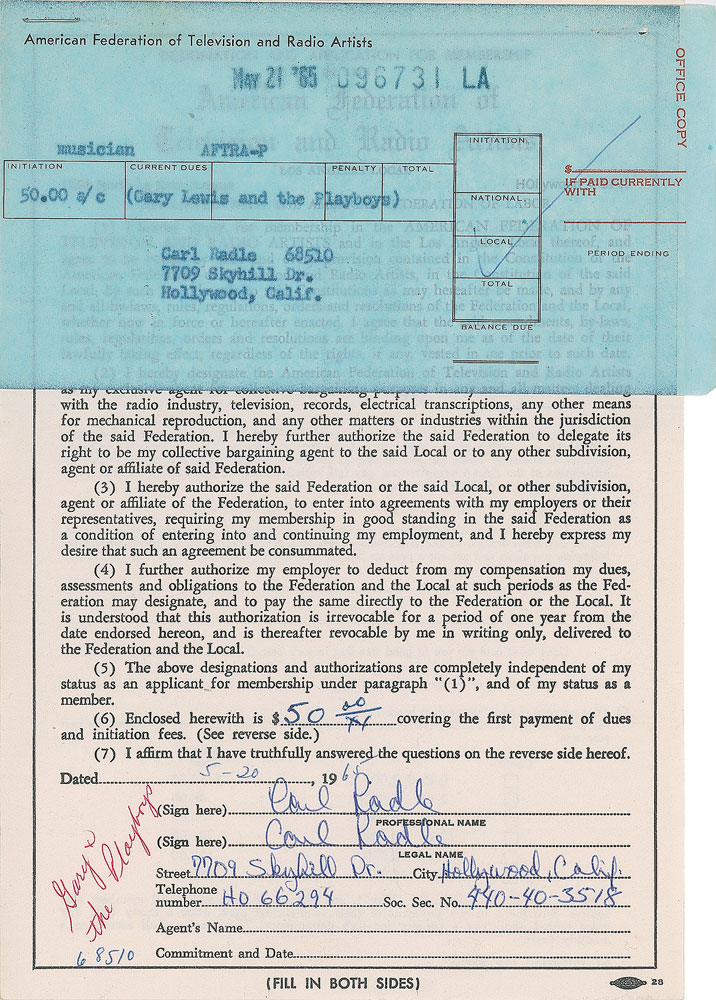 American Federation of Television and Radio Artists
OFFICE COPY
May 21 '65 096731 LA
musician AFTRA-P
INITIATION CURRENT DUES PENALTY TOTAL
50.00 a/c (Gary Lewis and the Playboys)
INITIATION
NATIONAL
LOCAL
TOTAL
BALANCE DUE
$
IF PAID CURRENTLY
WITH
PERIOD ENDING
Carl Radle 68510
7709 Skyhill Dr.
Hollywood, Calif.
as my exclusive agent for collective bargaining purposes in any and all matters dealing
with the radio industry, television, records, electrical transcriptions, any other means
for mechanical reproduction, and any other matters or industries within the jurisdiction
of the said Federation. I hereby further authorize the said Federation to delegate its
right to be my collective bargaining agent to the said Local or to any other subdivision,
agent or affiliate of said Federation.
(3) I hereby authorize the said Federation or the said Local, or other subdivision,
agent or affiliate of the Federation, to enter into agreements with my employers or their
representatives, requiring my membership in good standing in the said Federation as
a condition of entering into and continuing my employment, and I hereby express my
desire that such an agreement be consummated.
(4) I further authorize my employer to deduct from my compensation my dues,
assessments and obligations to the Federation and the Local at such periods as the Fed-
eration may designate, and to pay the same directly to the Federation or the Local. It
is understood that this authorization is irrevocable for a period of one year from the
date endorsed hereon, and is thereafter revocable by me in writing only, delivered to
the Federation and the Local.
(5) The above designations and authorizations are completely independent of my
status as an applicant for membership under paragraph "(1)", and of my status as a
member.
(6) Enclosed herewith is $ 50 00/xx covering the first payment of dues
and initiation fees. (See reverse side.)
(7) I affirm that I have truthfully answered the questions on the reverse side hereof.
Dated 5-20, 1965
(Sign here) Carl Radle
PROFESSIONAL NAME
(Sign here) Carl Radle
LEGAL NAME
Street 7709 Skyhill Dr. City Hollywood, Calif.
Telephone
number HO 66294 Soc. Sec. No. 440-40-3518
Agent's Name
Commitment and Date
Gary &
the Playboys
68510
(FILL IN BOTH SIDES)
28